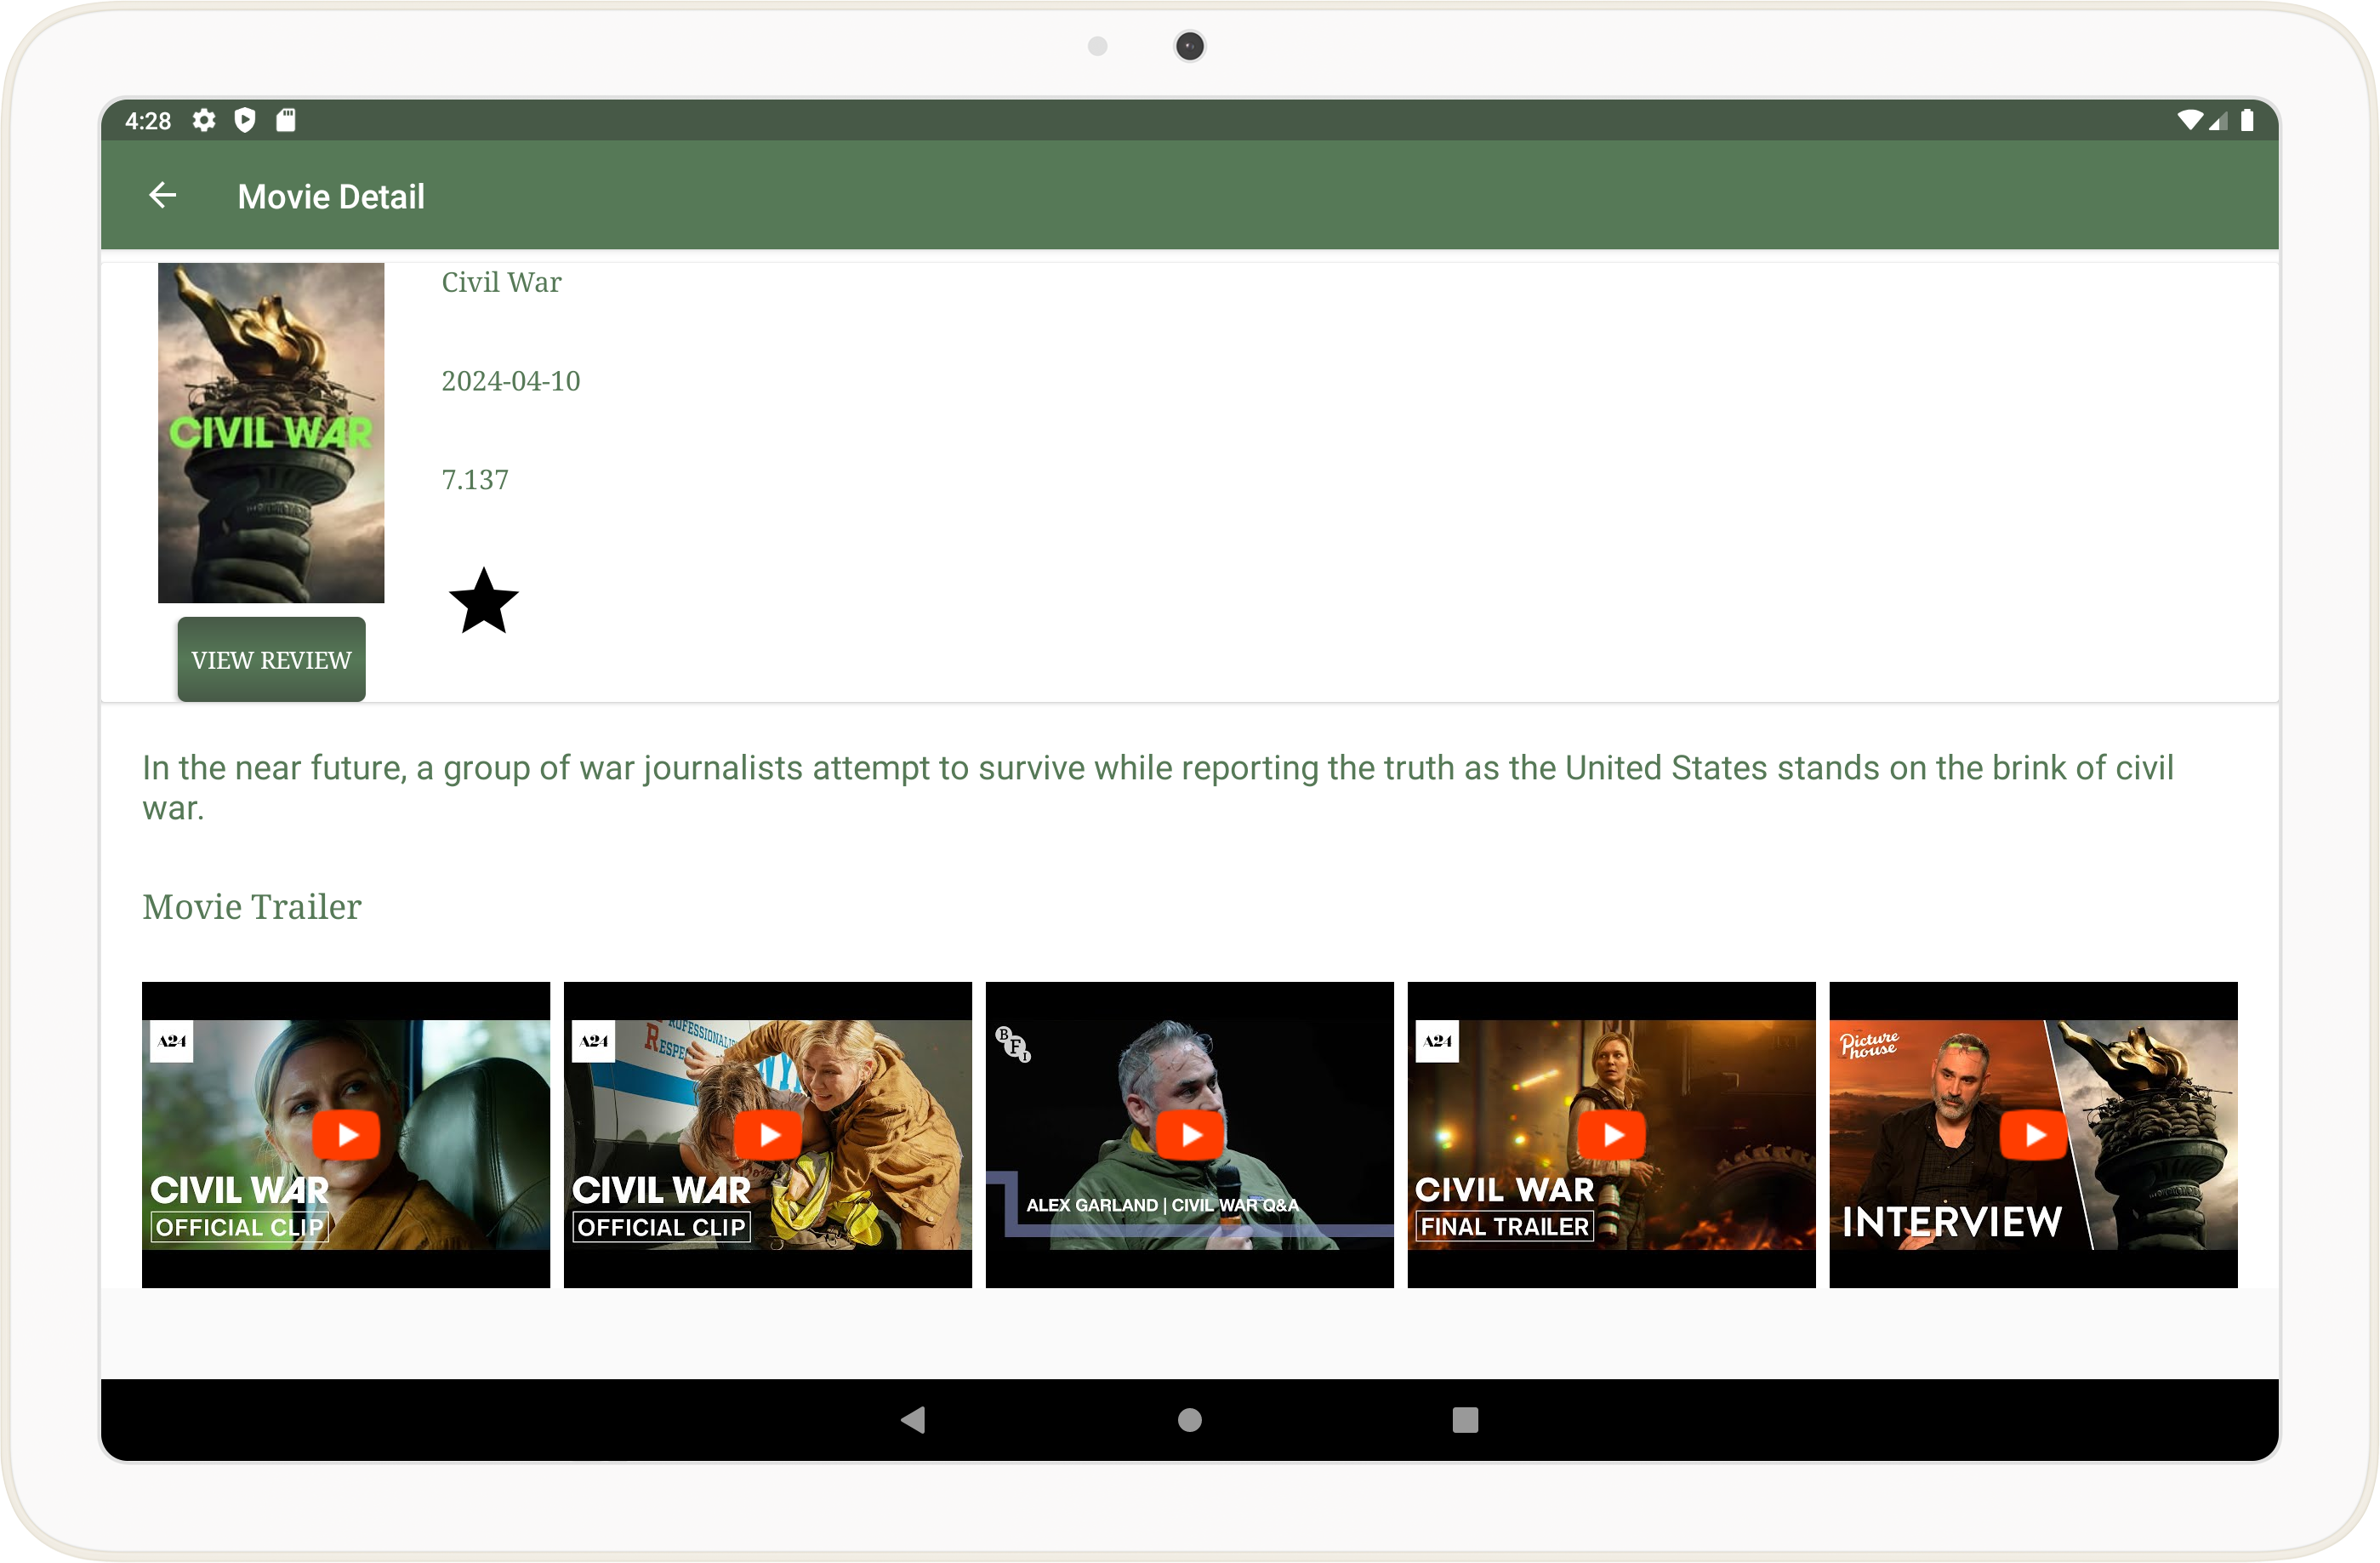 4:28
Movie Detail
CIVIL WAR
Civil War
2024-04-10
7.137
VIEW REVIEW
In the near future, a group of war journalists attempt to survive while reporting the truth as the United States stands on the brink of civil
war.
Movie Trailer
A24
CIVIL WAR
OFFICIAL CLIP
A24
ROFESSIONALIS
RESPE
NY
CIVIL WAR
OFFICIAL CLIP
BFI
ALEX GARLAND | CIVIL WAR Q&A
A24
CIVIL WAR
FINAL TRAILER
Picture
house
INTERVIEW